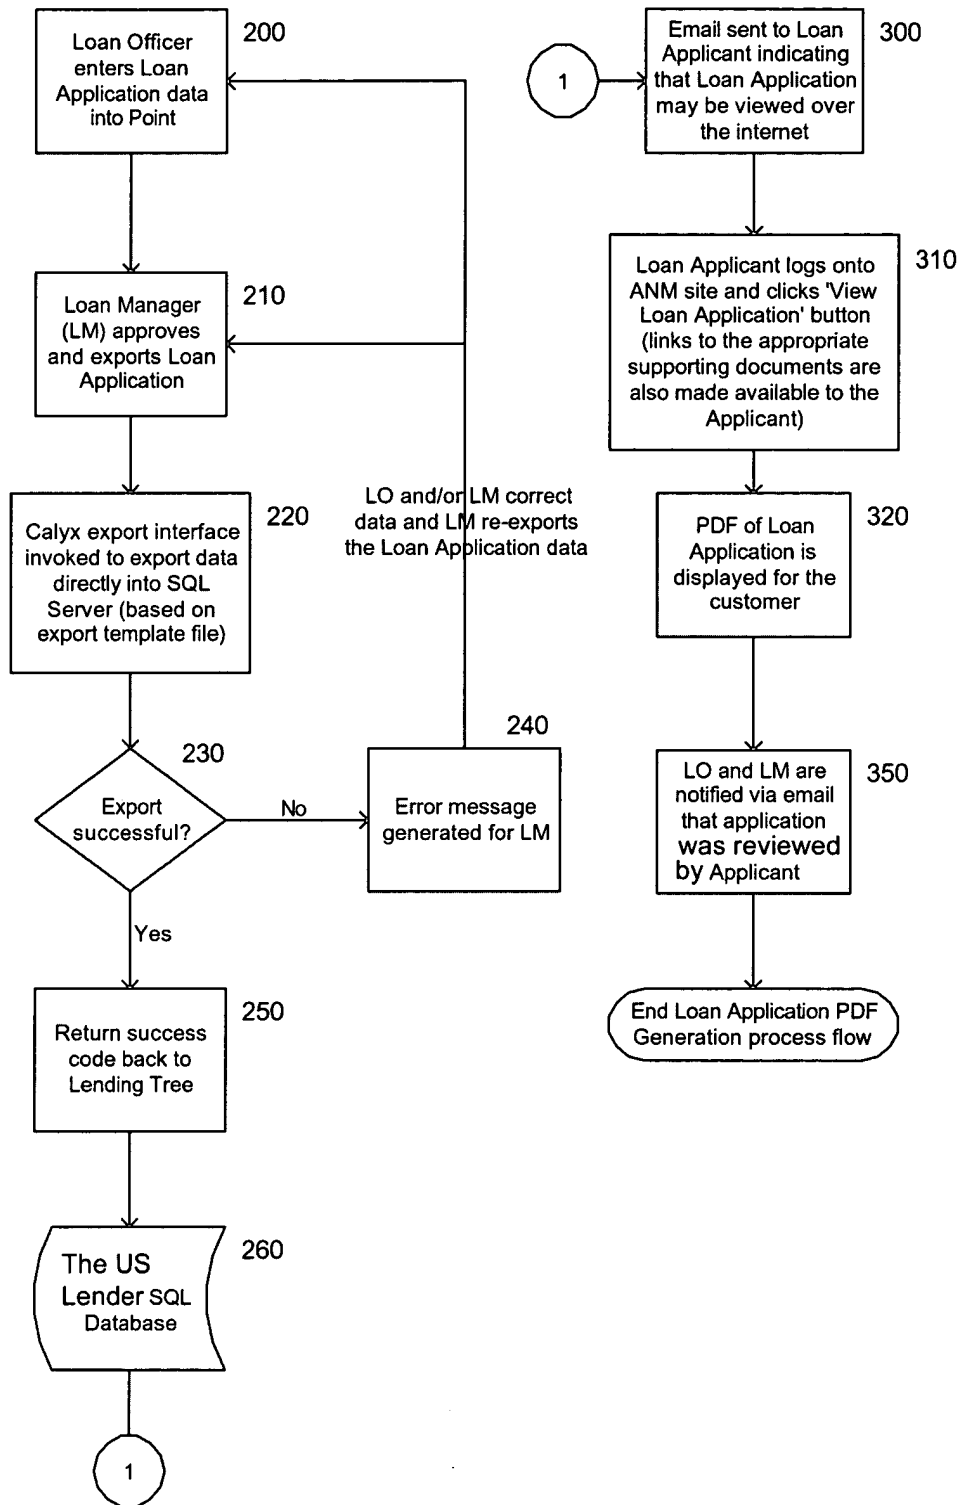 Loan Officer
enters Loan
Application data
into Point
200
Loan Manager
(LM) approves
and exports Loan
Application
210
Calyx export interface
invoked to export data
directly into SQL
Server (based on
export template file)
220
LO and/or LM correct
data and LM re-exports
the Loan Application data
Export
successful?
230
No
Error message
generated for LM
240
Yes
Return success
code back to
Lending Tree
250
The US
Lender SQL
Database
260
1
1
Email sent to Loan
Applicant indicating
that Loan Application
may be viewed over
the internet
300
Loan Applicant logs onto
ANM site and clicks 'View
Loan Application' button
(links to the appropriate
supporting documents are
also made available to the
Applicant)
310
PDF of Loan
Application is
displayed for the
customer
320
LO and LM are
notified via email
that application
was reviewed
by Applicant
350
End Loan Application PDF
Generation process flow